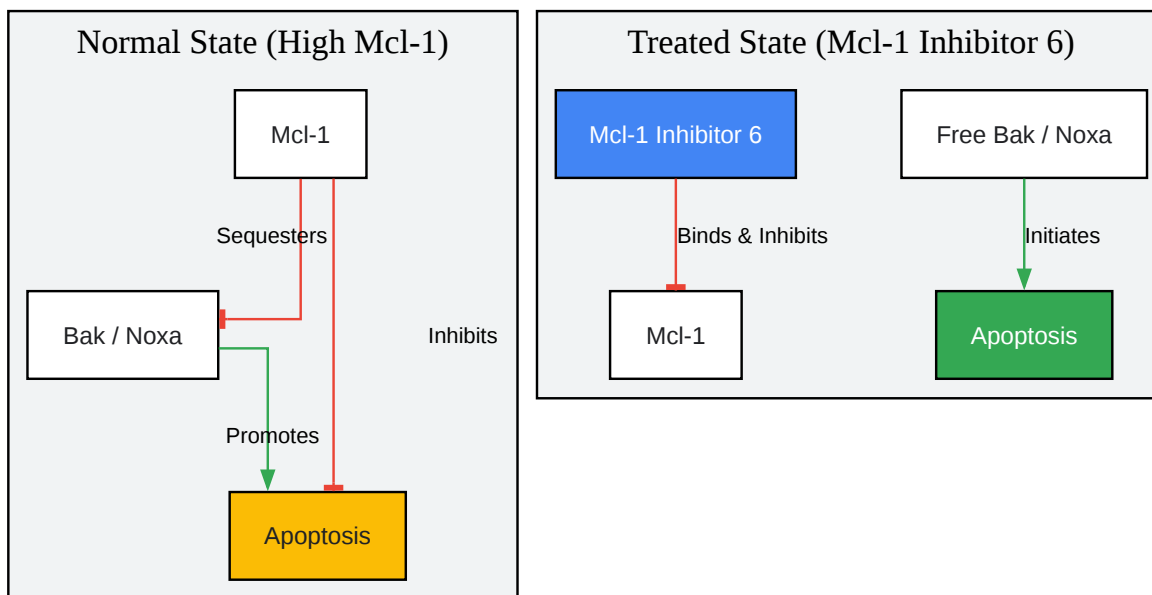 Normal State (High Mcl-1)
Mcl-1
Sequesters
Bak / Noxa
Inhibits
Promotes
Apoptosis
Treated State (Mcl-1 Inhibitor 6)
Mcl-1 Inhibitor 6
Free Bak / Noxa
Binds & Inhibits
Initiates
Mcl-1
Apoptosis